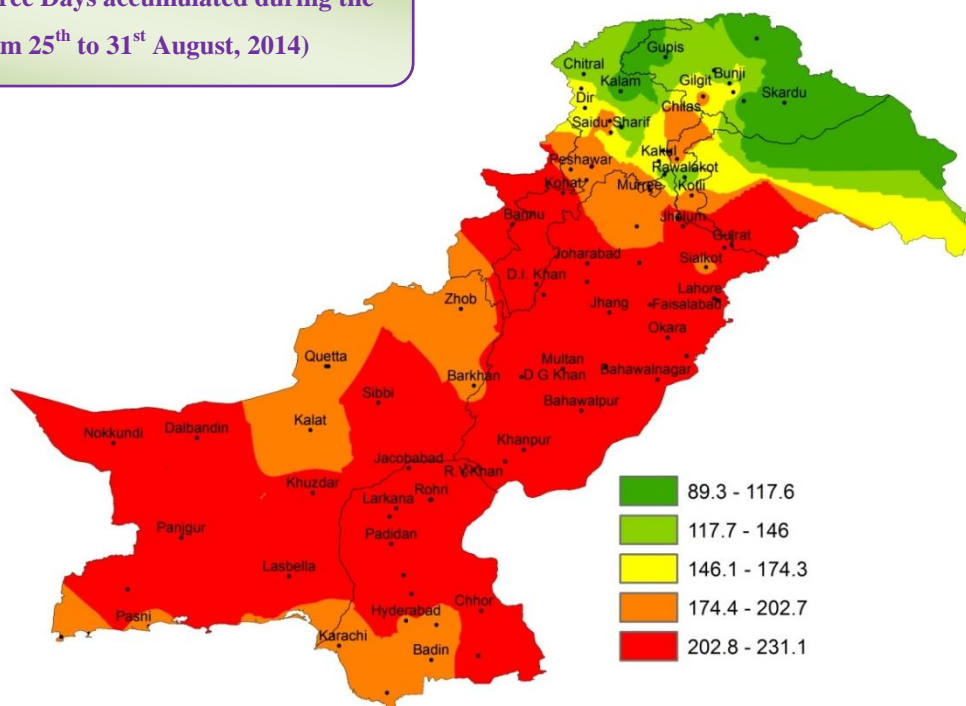 ree Days accumulated during the
m 25th to 31st August, 2014)
Gupis
Chitral
Bunji
Gilgit
Kalam
Skardu
Dir
Chilas
Saidu Sharif
Kakul
Peshawar
Rawalakot
Kohat
Murree
Kotli
Bannu
Jhelum
Gujrat
Joharabad
Sialkot
D.I. Khan
Lahore
Zhob
Jhang
Faisalabad
Okara
Quetta
Multan
Barkhan
D G Khan
Bahawalnagar
Sibbi
Bahawalpur
Kalat
Nokkundi
Dalbandin
Khanpur
Jacobabad
R.Y.Khan
Khuzdar
Rohri
Larkana
Panjgur
Padidan
Lasbella
Pasni
Hyderabad
Chhor
Karachi
Badin
89.3 - 117.6
117.7 - 146
146.1 - 174.3
174.4 - 202.7
202.8 - 231.1